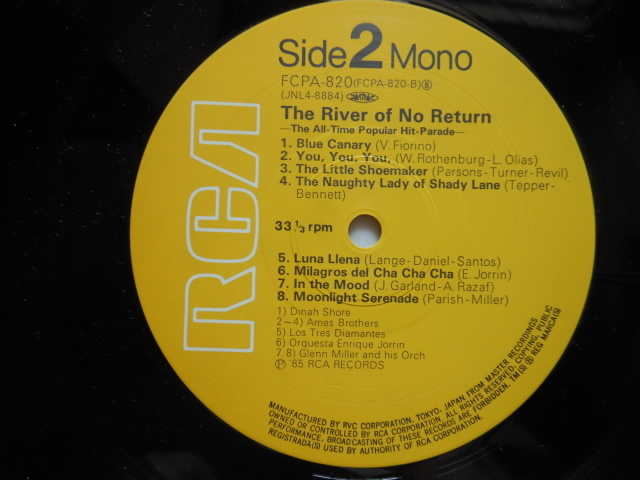 RCA
Side 2 Mono
FCPA-820(FCPA-820-B)Ⓢ
(JNL4-8884) JASRAC
The River of No Return
—The All-Time Popular Hit-Parade—
1. Blue Canary (V. Fiorino)
2. You, You, You, (W. Rothenburg-L. Olias)
3. The Little Shoemaker (Parsons-Turner-Revil)
4. The Naughty Lady of Shady Lane (Tepper-
Bennett)
33 1/3 rpm
5. Luna Llena (Lange-Daniel-Santos)
6. Milagros del Cha Cha Cha (E. Jorrin)
7. In the Mood (J. Garland-A. Razaf)
8. Moonlight Serenade (Parish-Miller)
1) Dinah Shore
2~4) Ames Brothers
5) Los Tres Diamantes
6) Orquesta Enrique Jorrin
7, 8) Glenn Miller and his Orch
Ⓟ '85 RCA RECORDS
MANUFACTURED BY RVC CORPORATION, TOKYO, JAPAN FROM MASTER RECORDINGS
OWNED OR CONTROLLED BY RCA CORPORATION. ALL RIGHTS RESERVED. COPYING, PUBLIC
PERFORMANCE, BROADCASTING OF THESE RECORDS ARE FORBIDDEN. TM(S) ® REG MARCA(S)
REGISTRADA(S) USED BY AUTHORITY OF RCA CORPORATION.